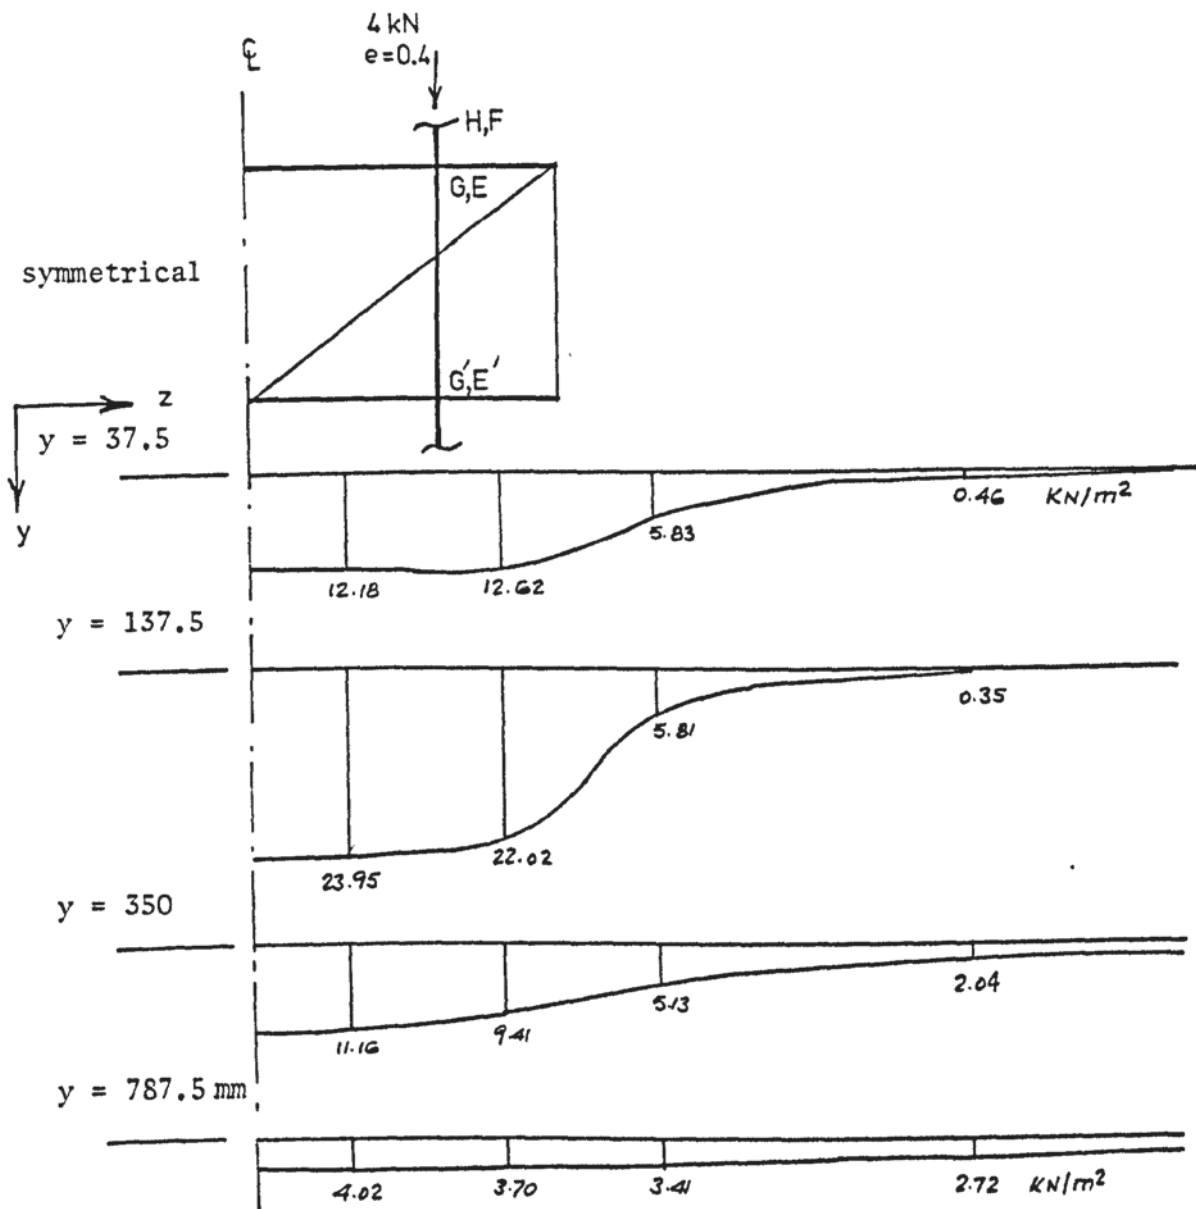 ℄
4 kN
e=0.4
H,F
G,E
symmetrical
G',E'
z
y = 37.5
y
0.46 KN/m²
5.83
12.18
12.62
y = 137.5
0.35
5.81
22.02
23.95
y = 350
2.04
5.13
9.41
11.16
y = 787.5 mm
4.02
3.70
3.41
2.72 KN/m²